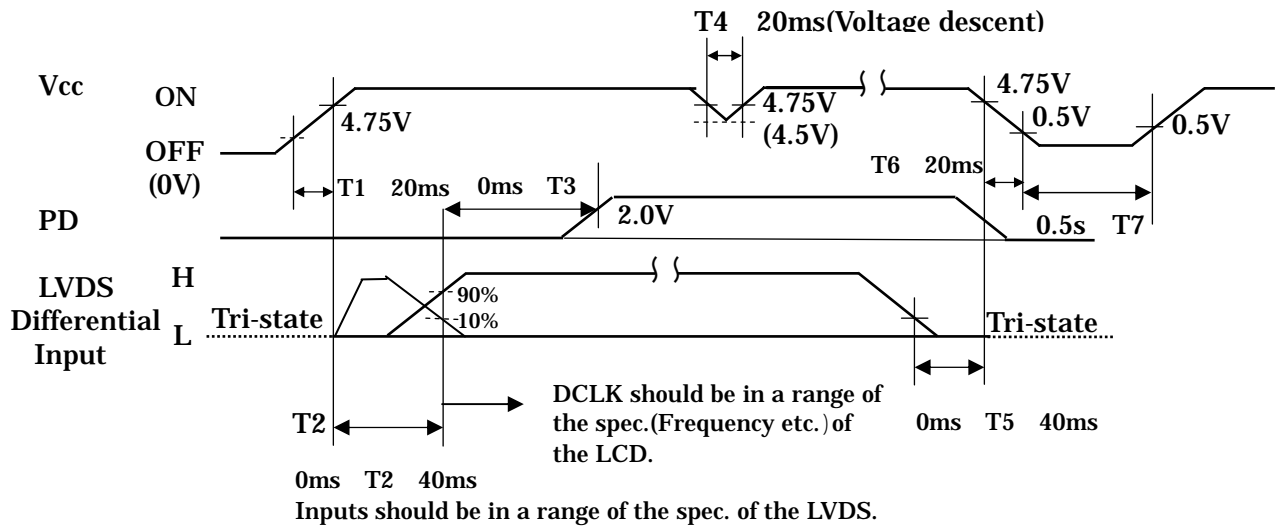 T4 20ms(Voltage descent)
Vcc
ON
4.75V
OFF
(0V)
4.75V
(4.5V)
4.75V
0.5V
0.5V
T1 20ms
0ms T3
T6 20ms
PD
2.0V
0.5s T7
LVDS
Differential
Input
H
L
90%
10%
Tri-state
Tri-state
T2
DCLK should be in a range of
the spec.(Frequency etc.)of
the LCD.
0ms T5 40ms
0ms T2 40ms
Inputs should be in a range of the spec. of the LVDS.